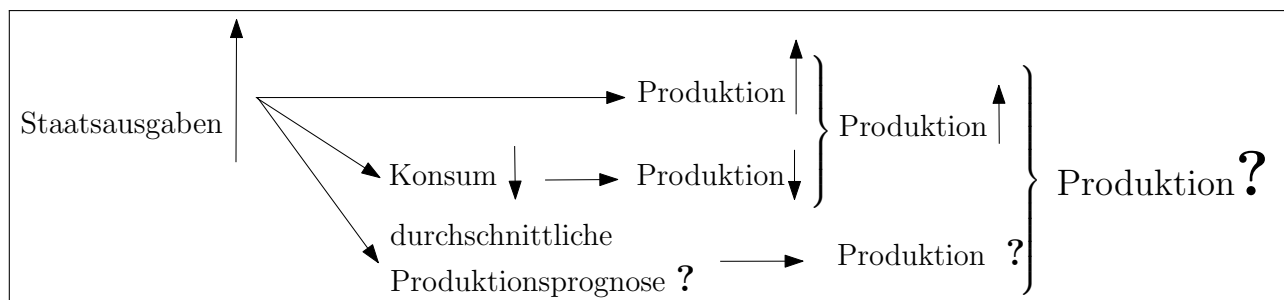 Staatsausgaben
Produktion
Produktion
Konsum
Produktion
Produktion ?
durchschnittliche
Produktionsprognose ?
Produktion ?